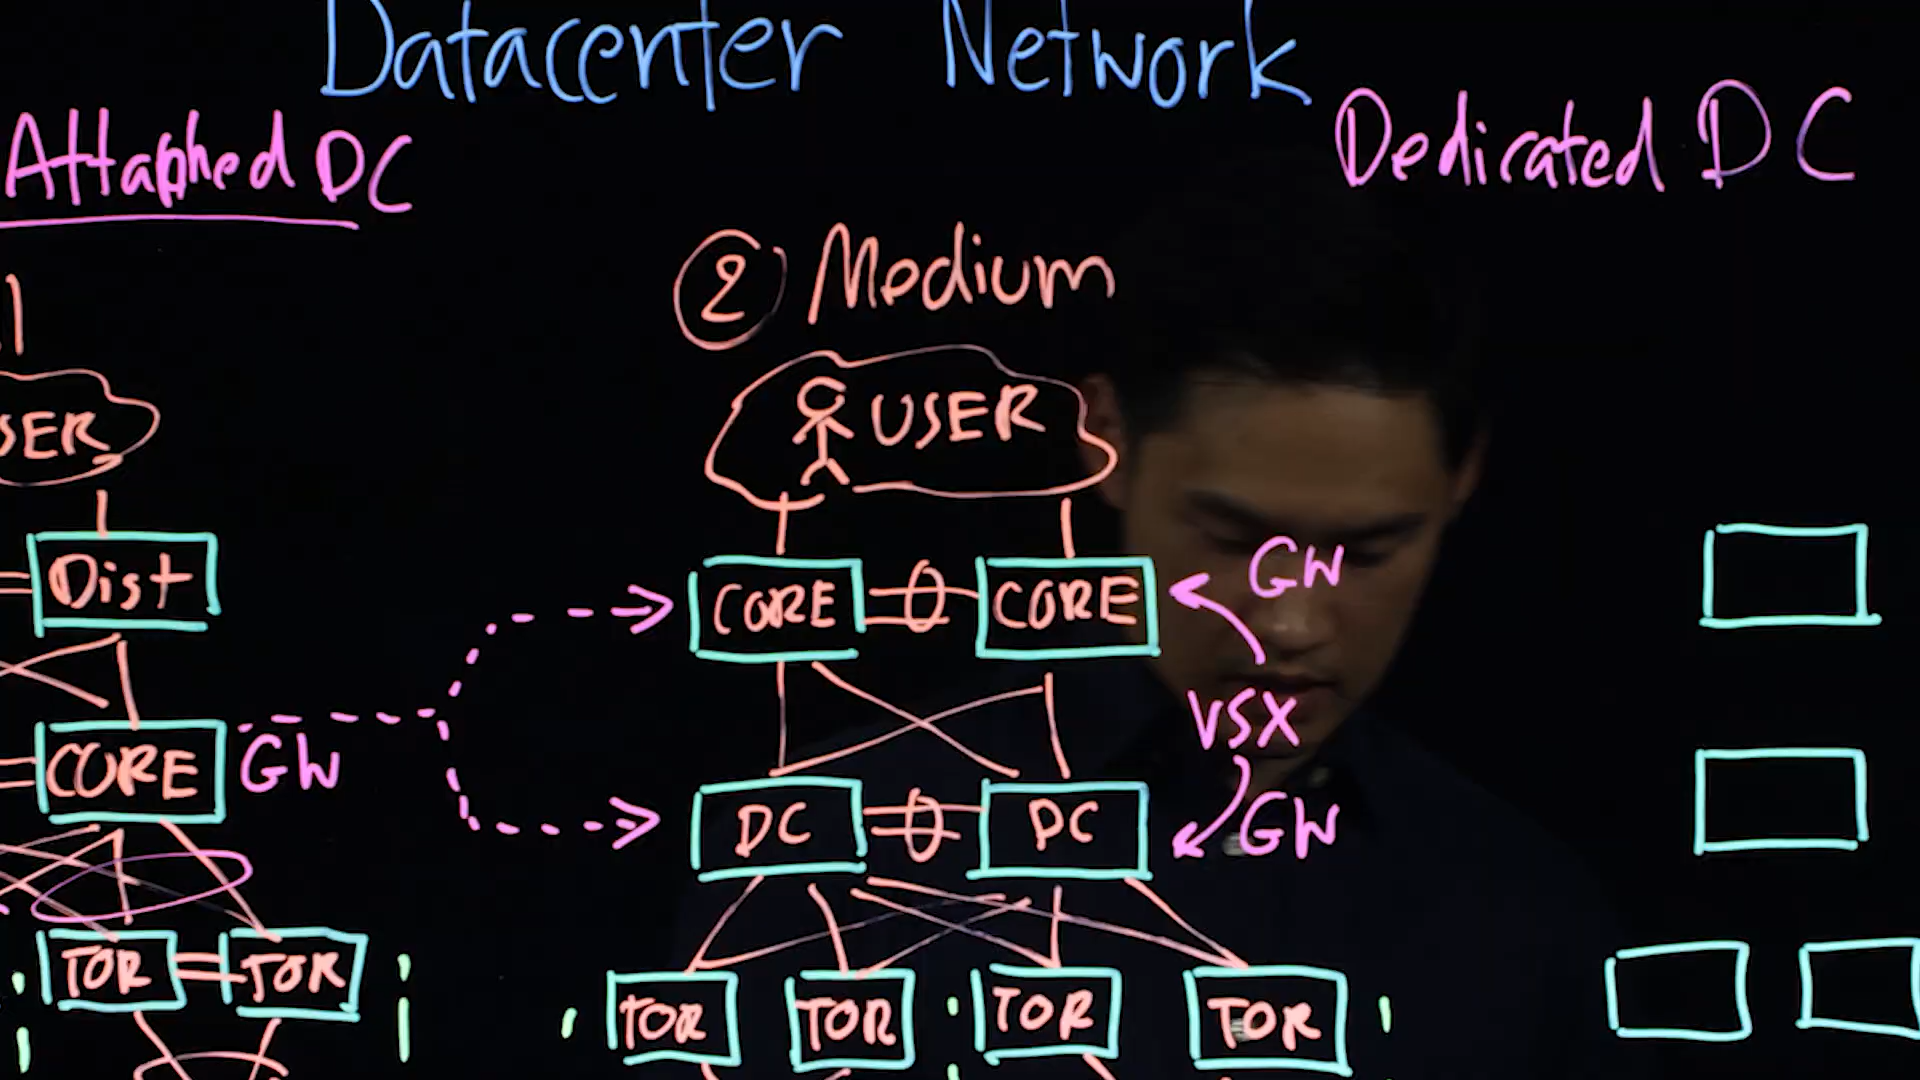 Datacenter Network
Attached DC
Dedicated DC
2 Medium
USER
Dist
CORE
GW
TOR TOR
USER
CORE CORE
GW
VSX
DC DC
GW
TOR TOR TOR TOR